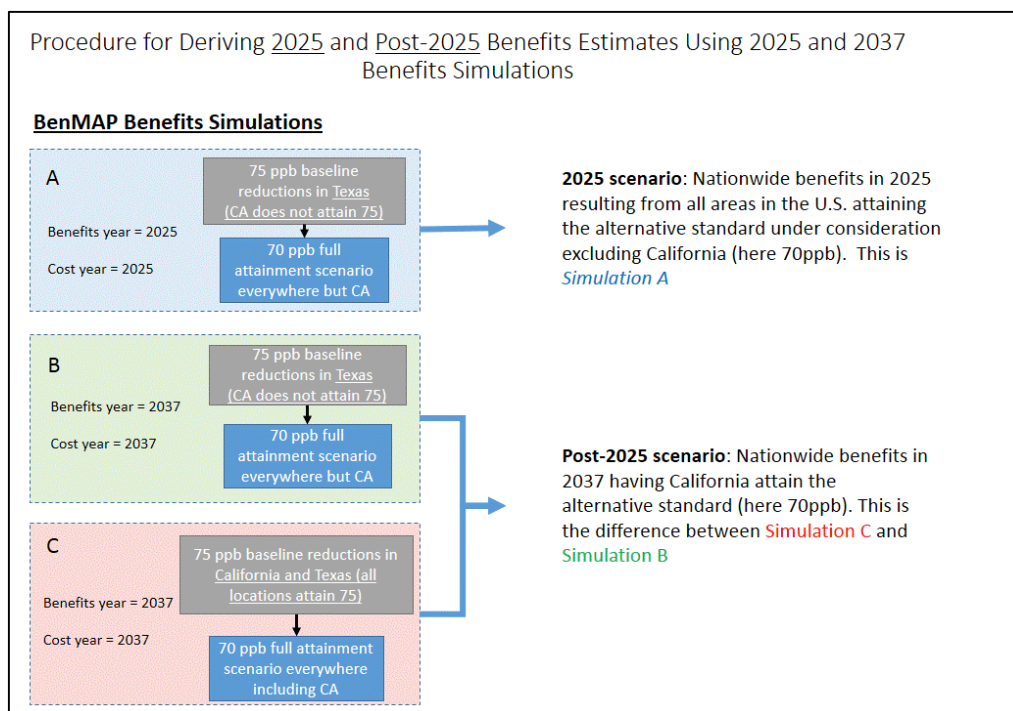 Procedure for Deriving 2025 and Post-2025 Benefits Estimates Using 2025 and 2037
Benefits Simulations
BenMAP Benefits Simulations
A
Benefits year = 2025
Cost year = 2025
75 ppb baseline
reductions in Texas
(CA does not attain 75)
70 ppb full
attainment scenario
everywhere but CA
2025 scenario: Nationwide benefits in 2025
resulting from all areas in the U.S. attaining
the alternative standard under consideration
excluding California (here 70ppb).  This is
Simulation A
B
Benefits year = 2037
Cost year = 2037
75 ppb baseline
reductions in Texas
(CA does not attain 75)
70 ppb full
attainment scenario
everywhere but CA
C
Benefits year = 2037
Cost year = 2037
75 ppb baseline reductions in
California and Texas (all
locations attain 75)
70 ppb full attainment
scenario everywhere
including CA
Post-2025 scenario: Nationwide benefits in
2037 having California attain the
alternative standard (here 70ppb). This is
the difference between Simulation C and
Simulation B